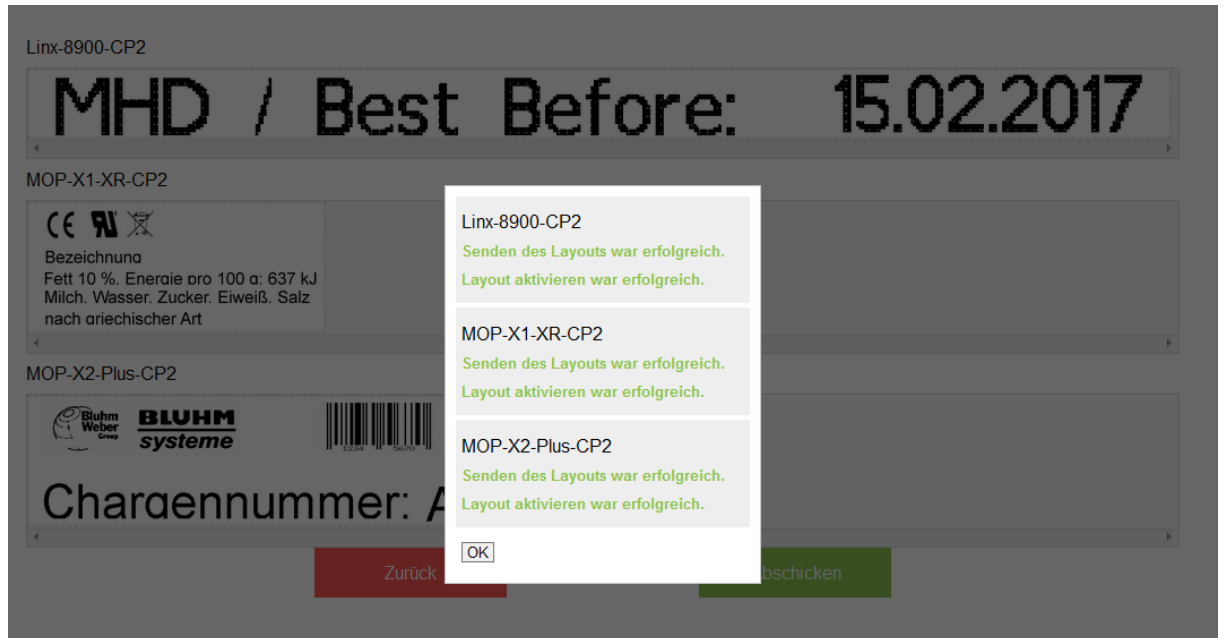 Linx-8900-CP2
MHD / Best Before: 15.02.2017
MOP-X1-XR-CP2
Bezeichnung
Fett 10 %. Energie pro 100 g: 637 kJ
Milch. Wasser. Zucker. Eiweiß. Salz
nach griechischer Art
MOP-X2-Plus-CP2
Bluhm
Weber
Group
BLUHM
systeme
1234 5670
Chargennummer: A
Zurück
Linx-8900-CP2
Senden des Layouts war erfolgreich.
Layout aktivieren war erfolgreich.
MOP-X1-XR-CP2
Senden des Layouts war erfolgreich.
Layout aktivieren war erfolgreich.
MOP-X2-Plus-CP2
Senden des Layouts war erfolgreich.
Layout aktivieren war erfolgreich.
OK
bschicken